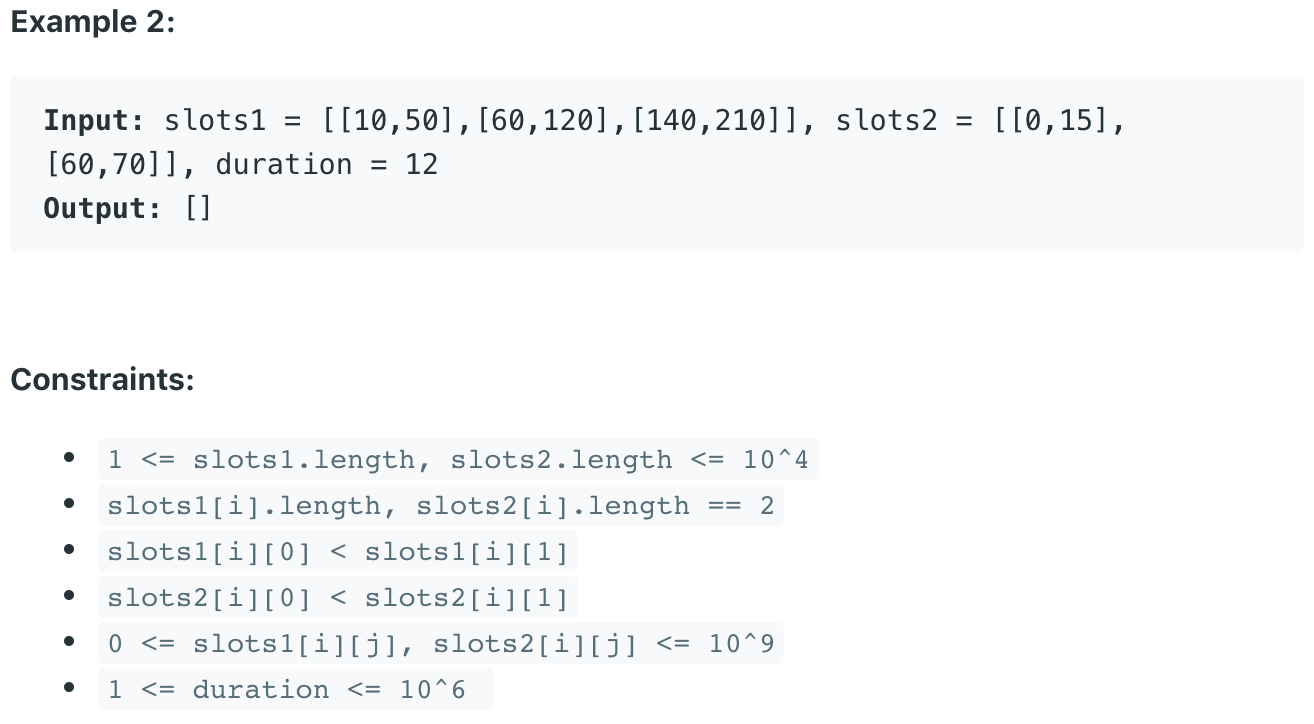 Example 2:
Input: slots1 = [[10,50],[60,120],[140,210]], slots2 = [[0,15],
[60,70]], duration = 12
Output: []
Constraints:
• 1 <= slots1.length, slots2.length <= 10^4
• slots1[i].length, slots2[i].length == 2
• slots1[i][0] < slots1[i][1]
• slots2[i][0] < slots2[i][1]
• 0 <= slots1[i][j], slots2[i][j] <= 10^9
• 1 <= duration <= 10^6